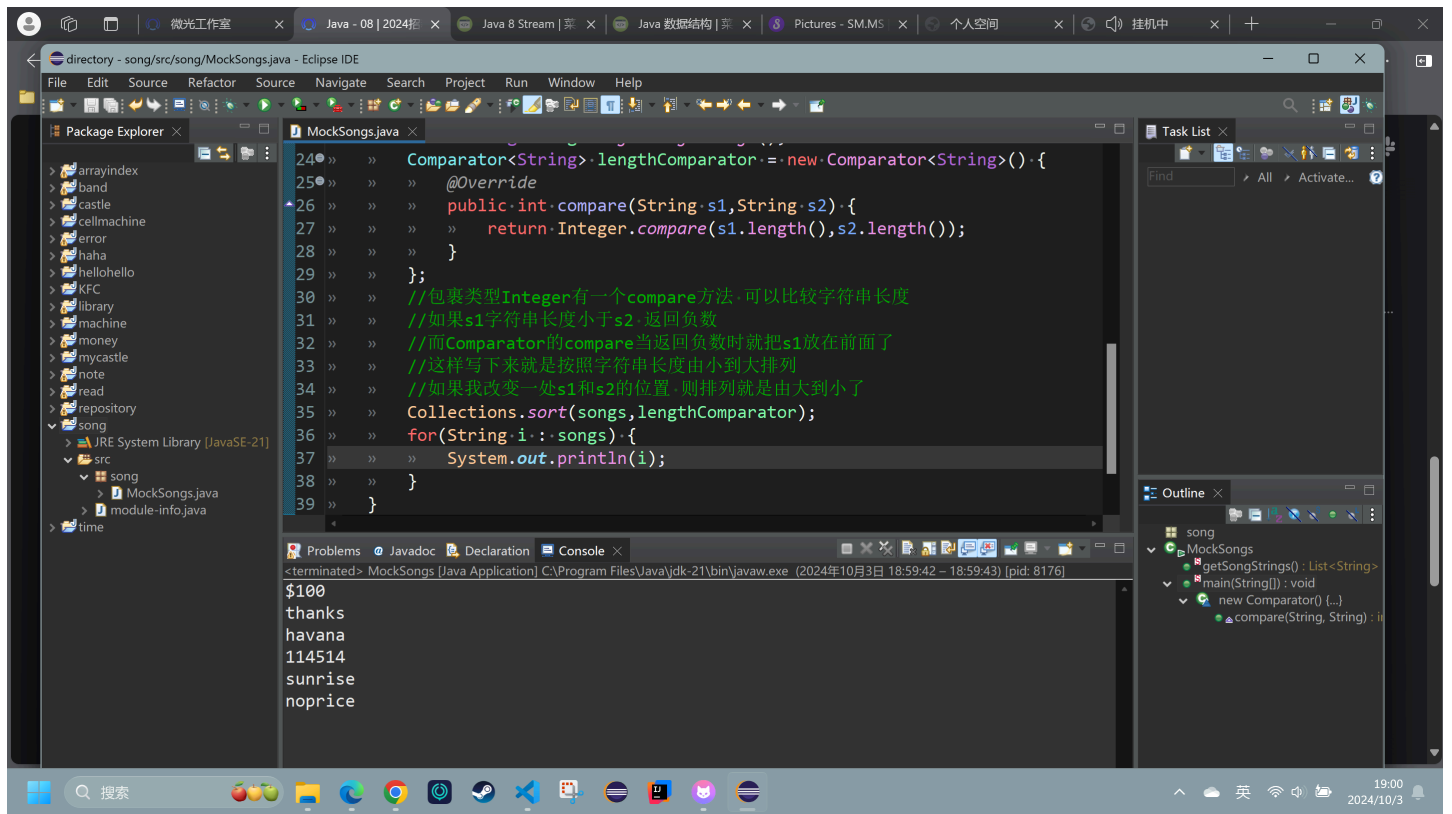 微光工作室
Java - 08 | 2024招
Java 8 Stream | 菜
Java 数据结构 | 菜
Pictures - SM.MS
个人空间
挂机中
directory - song/src/song/MockSongs.java - Eclipse IDE
File Edit Source Refactor Source Navigate Search Project Run Window Help
Package Explorer
arrayindex
band
castle
cellmachine
error
haha
hellohello
KFC
library
machine
money
mycastle
note
read
repository
song
JRE System Library [JavaSE-21]
src
song
MockSongs.java
module-info.java
time
MockSongs.java
24 Comparator<String> lengthComparator = new Comparator<String>() {
25 @Override
26 public int compare(String s1,String s2) {
27 return Integer.compare(s1.length(),s2.length());
28 }
29 };
30 //包裹类型Integer有一个compare方法 可以比较字符串长度
31 //如果s1字符串长度小于s2 返回负数
32 //而Comparator的compare当返回负数时就把s1放在前面了
33 //这样写下来就是按照字符串长度由小到大排列
34 //如果我改变一处s1和s2的位置 则排列就是由大到小了
35 Collections.sort(songs,lengthComparator);
36 for(String i : songs) {
37 System.out.println(i);
38 }
39 }
Problems Javadoc Declaration Console
<terminated> MockSongs [Java Application] C:\Program Files\Java\jdk-21\bin\javaw.exe (2024年10月3日 18:59:42 – 18:59:43) [pid: 8176]
$100
thanks
havana
114514
sunrise
noprice
Task List
Find All Activate...
Outline
song
MockSongs
getSongStrings() : List<String>
main(String[]) : void
new Comparator() {...}
compare(String, String) : in
搜索
英
19:00
2024/10/3